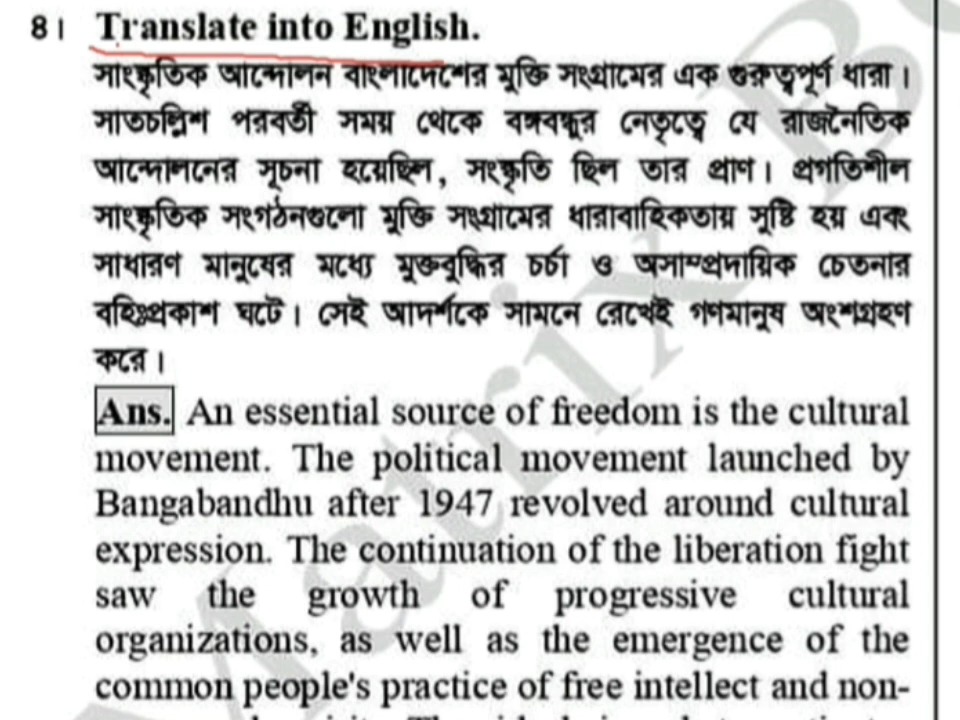 ৪। Translate into English.
সাংস্কৃতিক আন্দোলন বাংলাদেশের মুক্তি সংগ্রামের এক গুরুত্বপূর্ণ ধারা।
সাতচল্লিশ পরবর্তী সময় থেকে বঙ্গবন্ধুর নেতৃত্বে যে রাজনৈতিক
আন্দোলনের সূচনা হয়েছিল, সংস্কৃতি ছিল তার প্রাণ। প্রগতিশীল
সাংস্কৃতিক সংগঠনগুলো মুক্তি সংগ্রামের ধারাবাহিকতায় সৃষ্টি হয় এবং
সাধারণ মানুষের মধ্যে মুক্তবুদ্ধির চর্চা ও অসাম্প্রদায়িক চেতনার
বহিঃপ্রকাশ ঘটে। সেই আদর্শকে সামনে রেখেই গণমানুষ অংশগ্রহণ
করে।
Ans. An essential source of freedom is the cultural
movement. The political movement launched by
Bangabandhu after 1947 revolved around cultural
expression. The continuation of the liberation fight
saw the growth of progressive cultural
organizations, as well as the emergence of the
common people's practice of free intellect and non-